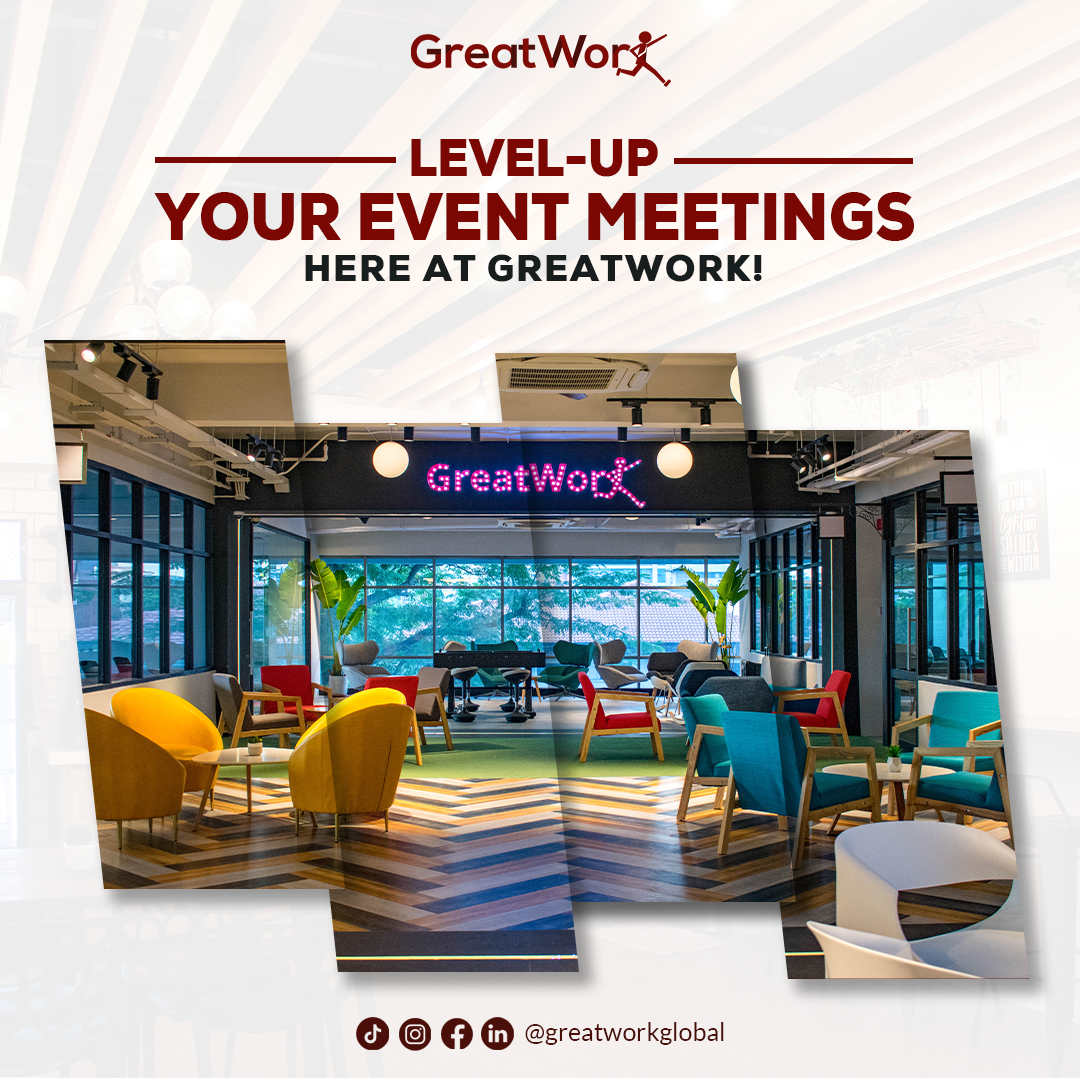 GreatWork
LEVEL-UP
YOUR EVENT MEETINGS
HERE AT GREATWORK!
GreatWork
@greatworkglobal